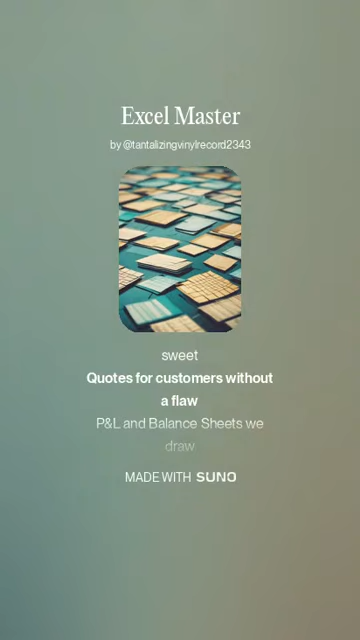 Excel Master
by @tantalizingvinylrecord2343
sweet
Quotes for customers without
a flaw
P&L and Balance Sheets we
draw
MADE WITH SUNO